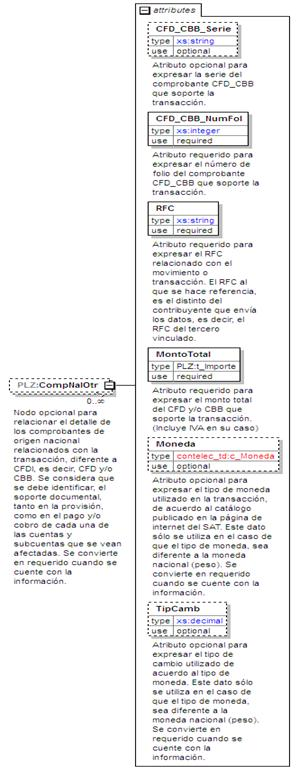 attributes
CFD_CBB_Serie
type xs:string
use optional
Atributo opcional para
expresar la serie del
comprobante CFD_CBB
que soporte la
transacción.
CFD_CBB_NumFol
type xs:integer
use required
Atributo requerido para
expresar el número de
folio del comprobante
CFD_CBB que soporte la
transacción.
RFC
type xs:string
use required
Atributo requerido para
expresar el RFC
relacionado con el
movimiento o
transacción. El RFC al
que se hace referencia,
es el distinto del
contribuyente que envía
los datos, es decir, el
RFC del tercero
vinculado.
PLZ:CompNalOtr
0..∞
Nodo opcional para
relacionar el detalle de
los comprobantes de
origen nacional
relacionados con la
transacción, diferente a
CFDI, es decir, CFD y/o
CBB. Se considera que
se debe identificar, el
soporte documental,
tanto en la provisión,
como en el pago y/o
cobro de cada una de
las cuentas y
subcuentas que se vean
afectadas. Se convierte
en requerido cuando se
cuente con la
información.
MontoTotal
type PLZ:t_Importe
use required
Atributo requerido para
expresar el monto total
del CFD y/o CBB que
soporte la transacción.
(Incluye IVA en su caso)
Moneda
type contelec_td:c_Moneda
use optional
Atributo opcional para
expresar el tipo de moneda
utilizado en la transacción,
de acuerdo al catálogo
publicado en la página de
internet del SAT. Este dato
sólo se utiliza en el caso de
que el tipo de moneda, sea
diferente a la moneda
nacional (peso). Se
convierte en requerido
cuando se cuente con la
información.
TipCamb
type xs:decimal
use optional
Atributo opcional para
expresar el tipo de
cambio utilizado de
acuerdo al tipo de
moneda. Este dato sólo
se utiliza en el caso de
que el tipo de moneda,
sea diferente a la
moneda nacional (peso).
Se convierte en
requerido cuando se
cuente con la
información.